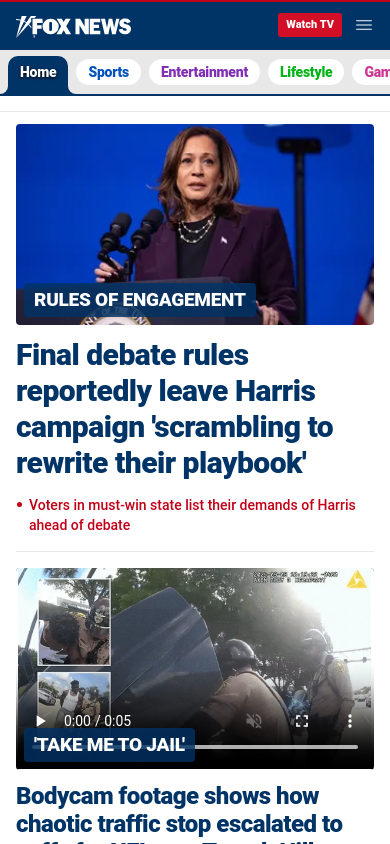 FOX NEWS
Watch TV
Home
Sports
Entertainment
Lifestyle
RULES OF ENGAGEMENT
Final debate rules
reportedly leave Harris
campaign 'scrambling to
rewrite their playbook'
• Voters in must-win state list their demands of Harris
ahead of debate
0:00 / 0:05
'TAKE ME TO JAIL'
Bodycam footage shows how
chaotic traffic stop escalated to